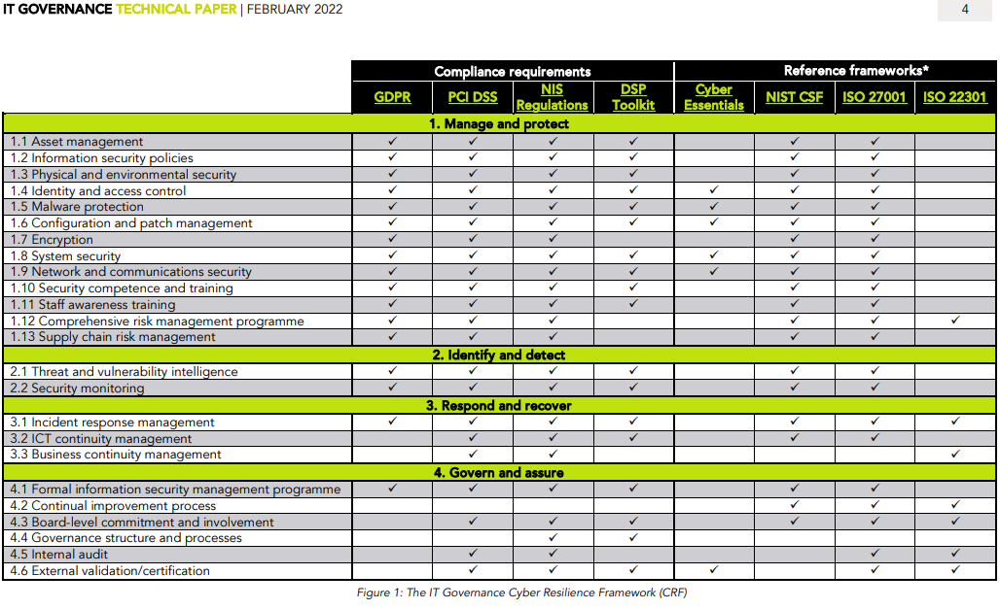 IT GOVERNANCE TECHNICAL PAPER | FEBRUARY 2022 4
Compliance requirements Reference frameworks*
GDPR PCI DSS NIS Regulations DSP Toolkit Cyber Essentials NIST CSF ISO 27001 ISO 22301
1. Manage and protect
1.1 Asset management ✓ ✓ ✓ ✓ ✓ ✓
1.2 Information security policies ✓ ✓ ✓ ✓ ✓ ✓
1.3 Physical and environmental security ✓ ✓ ✓ ✓ ✓ ✓
1.4 Identity and access control ✓ ✓ ✓ ✓ ✓ ✓ ✓
1.5 Malware protection ✓ ✓ ✓ ✓ ✓ ✓ ✓
1.6 Configuration and patch management ✓ ✓ ✓ ✓ ✓ ✓ ✓
1.7 Encryption ✓ ✓ ✓ ✓ ✓
1.8 System security ✓ ✓ ✓ ✓ ✓ ✓ ✓
1.9 Network and communications security ✓ ✓ ✓ ✓ ✓ ✓ ✓
1.10 Security competence and training ✓ ✓ ✓ ✓ ✓ ✓
1.11 Staff awareness training ✓ ✓ ✓ ✓ ✓ ✓
1.12 Comprehensive risk management programme ✓ ✓ ✓ ✓ ✓ ✓
1.13 Supply chain risk management ✓ ✓ ✓ ✓ ✓
2. Identify and detect
2.1 Threat and vulnerability intelligence ✓ ✓ ✓ ✓ ✓ ✓
2.2 Security monitoring ✓ ✓ ✓ ✓ ✓ ✓
3. Respond and recover
3.1 Incident response management ✓ ✓ ✓ ✓ ✓ ✓ ✓
3.2 ICT continuity management ✓ ✓ ✓ ✓ ✓
3.3 Business continuity management ✓ ✓ ✓
4. Govern and assure
4.1 Formal information security management programme ✓ ✓ ✓ ✓ ✓ ✓
4.2 Continual improvement process ✓ ✓ ✓
4.3 Board-level commitment and involvement ✓ ✓ ✓ ✓ ✓ ✓
4.4 Governance structure and processes ✓ ✓
4.5 Internal audit ✓ ✓ ✓ ✓
4.6 External validation/certification ✓ ✓ ✓ ✓ ✓ ✓
Figure 1: The IT Governance Cyber Resilience Framework (CRF)